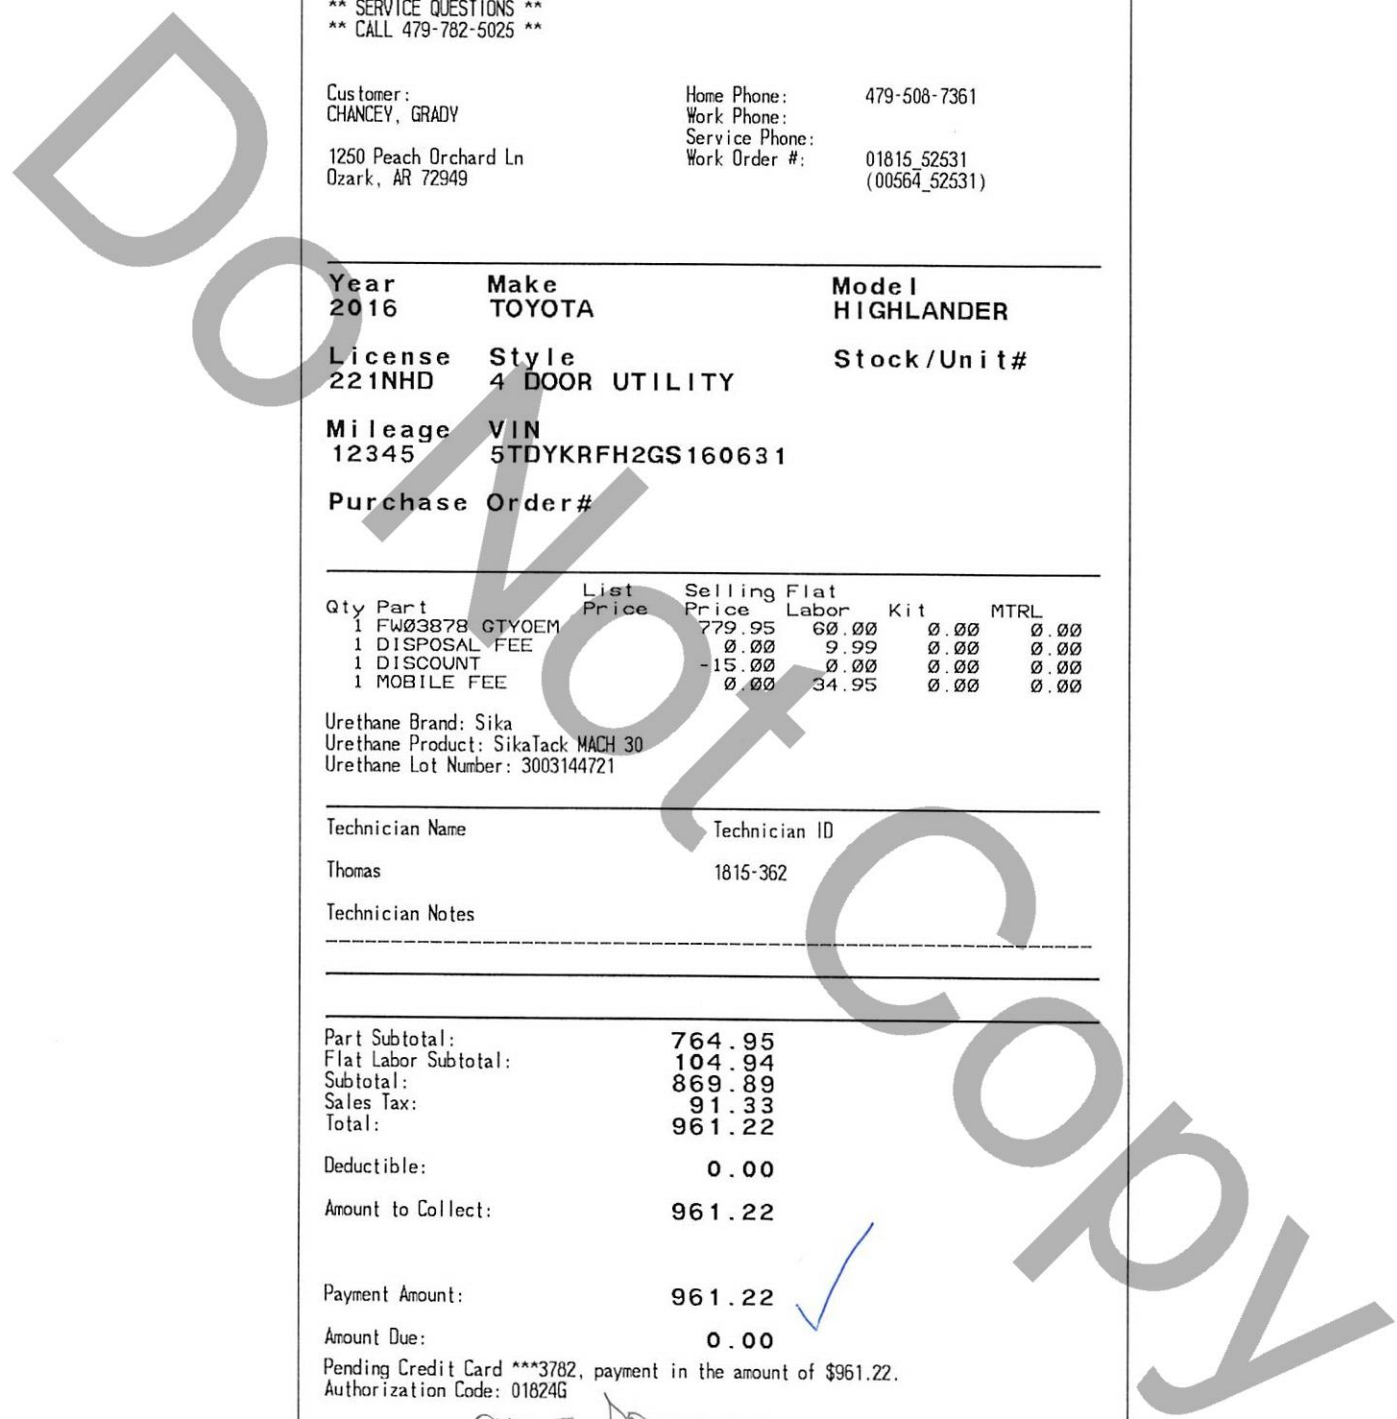 ** SERVICE QUESTIONS **
** CALL 479-782-5025 **
Customer:
CHANCEY, GRADY
1250 Peach Orchard Ln
Ozark, AR 72949
Home Phone: 479-508-7361
Work Phone:
Service Phone:
Work Order #: 01815_52531
(00564_52531)
Year Make Model
2016 TOYOTA HIGHLANDER
License Style Stock/Unit#
221NHD 4 DOOR UTILITY
Mileage VIN
12345 5TDYKRFH2GS160631
Purchase Order#
List Selling Flat
Qty Part Price Price Labor Kit MTRL
1 FW03878 GTYOEM 779.95 60.00 0.00 0.00
1 DISPOSAL FEE 0.00 9.99 0.00 0.00
1 DISCOUNT -15.00 0.00 0.00 0.00
1 MOBILE FEE 0.00 34.95 0.00 0.00
Urethane Brand: Sika
Urethane Product: SikaTack MACH 30
Urethane Lot Number: 3003144721
Technician Name Technician ID
Thomas 1815-362
Technician Notes
Part Subtotal: 764.95
Flat Labor Subtotal: 104.94
Subtotal: 869.89
Sales Tax: 91.33
Total: 961.22
Deductible: 0.00
Amount to Collect: 961.22
Payment Amount: 961.22
Amount Due: 0.00
Pending Credit Card ***3782, payment in the amount of $961.22.
Authorization Code: 01824G
Do Not Copy